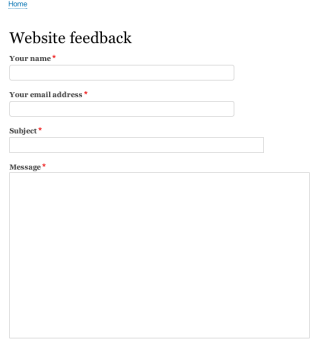 Home
Website feedback
Your name *
Your email address *
Subject *
Message *